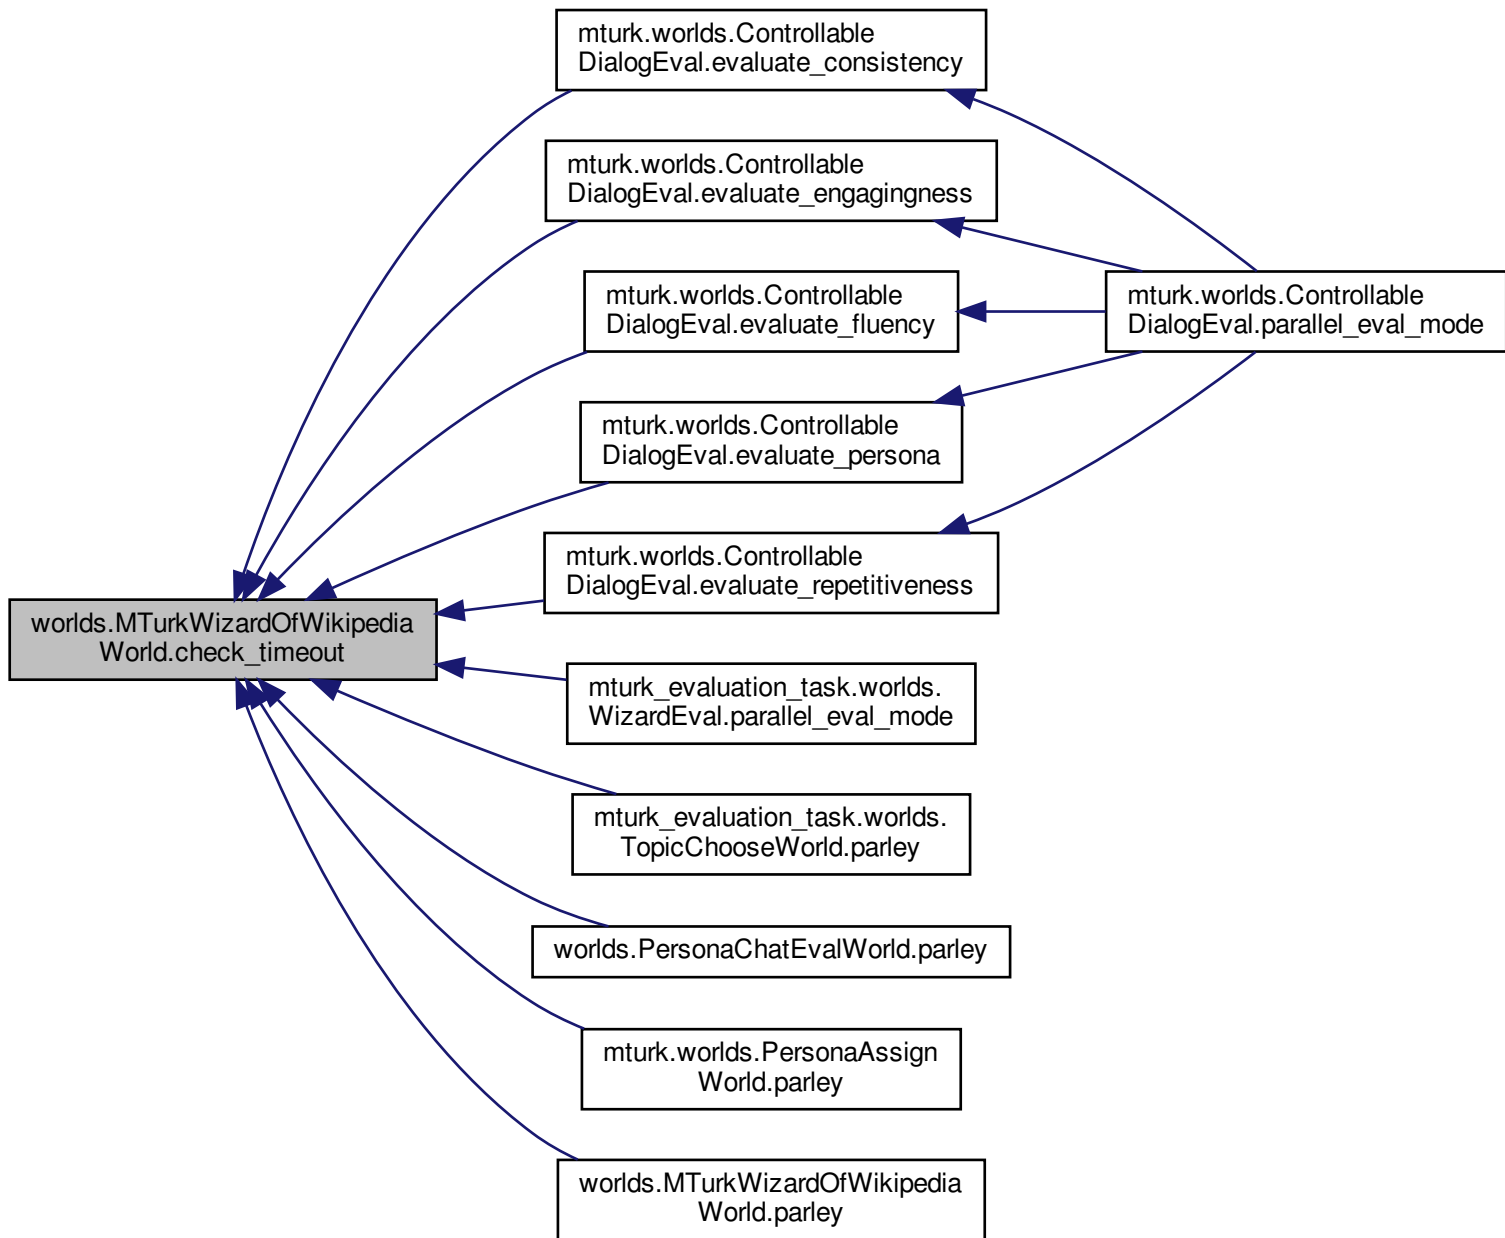 mturk.worlds.Controllable
DialogEval.evaluate_consistency
mturk.worlds.Controllable
DialogEval.evaluate_engagingness
mturk.worlds.Controllable
DialogEval.evaluate_fluency
mturk.worlds.Controllable
DialogEval.parallel_eval_mode
mturk.worlds.Controllable
DialogEval.evaluate_persona
mturk.worlds.Controllable
DialogEval.evaluate_repetitiveness
worlds.MTurkWizardOfWikipedia
World.check_timeout
mturk_evaluation_task.worlds.
WizardEval.parallel_eval_mode
mturk_evaluation_task.worlds.
TopicChooseWorld.parley
worlds.PersonaChatEvalWorld.parley
mturk.worlds.PersonaAssign
World.parley
worlds.MTurkWizardOfWikipedia
World.parley